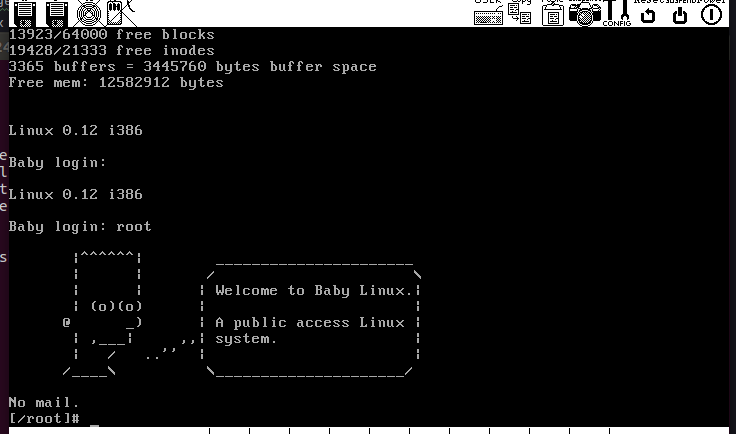 CONFIG
13923/64000 free blocks
19428/21333 free inodes
3365 buffers = 3445760 bytes buffer space
Free mem: 12582912 bytes
Linux 0.12 i386
Baby login:
Linux 0.12 i386
Baby login: root
Welcome to Baby Linux.
A public access Linux
system.
No mail.
[/root]# _